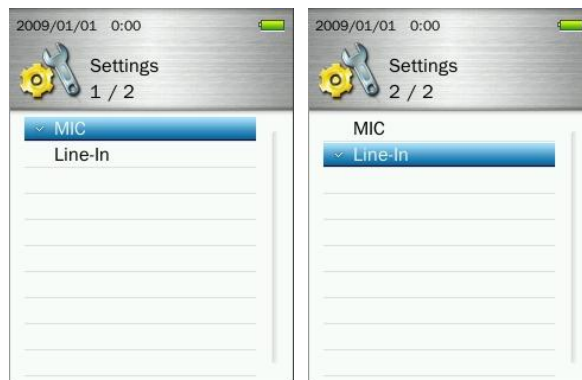 2009/01/01 0:00
Settings
1 / 2
MIC
Line-In
2009/01/01 0:00
Settings
2 / 2
MIC
Line-In